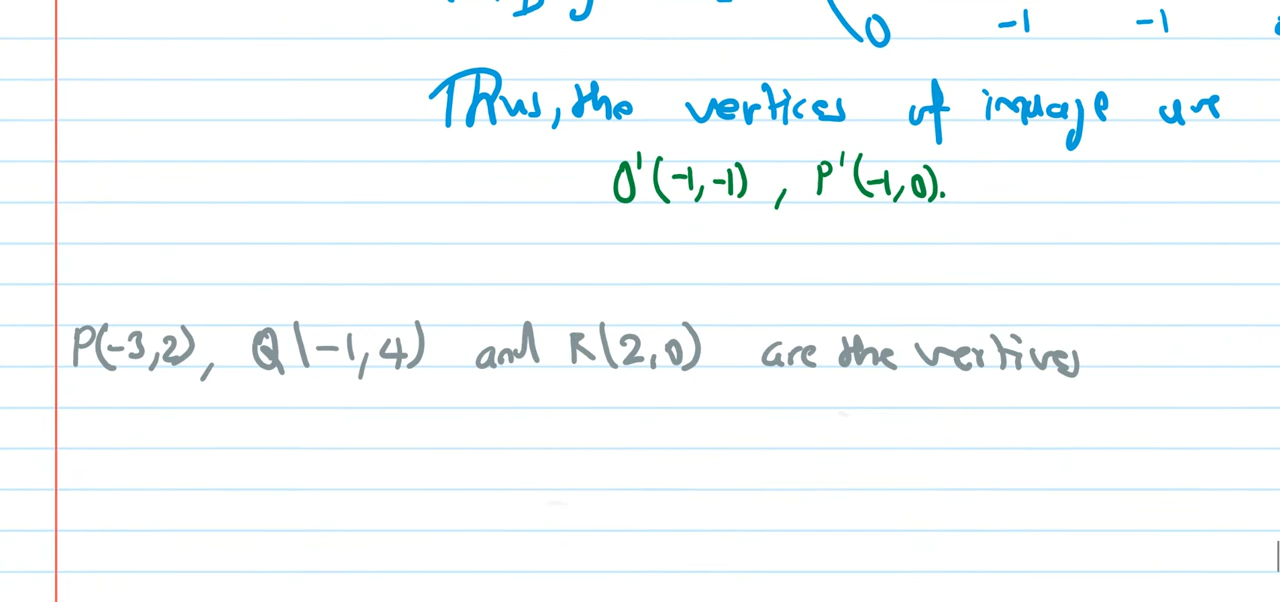 0 -1 -1
Thus, the vertices of image are
O'(-1,-1) , P'(-1,0).
P(-3,2), Q(-1,4) and R(2,0) are the vertives